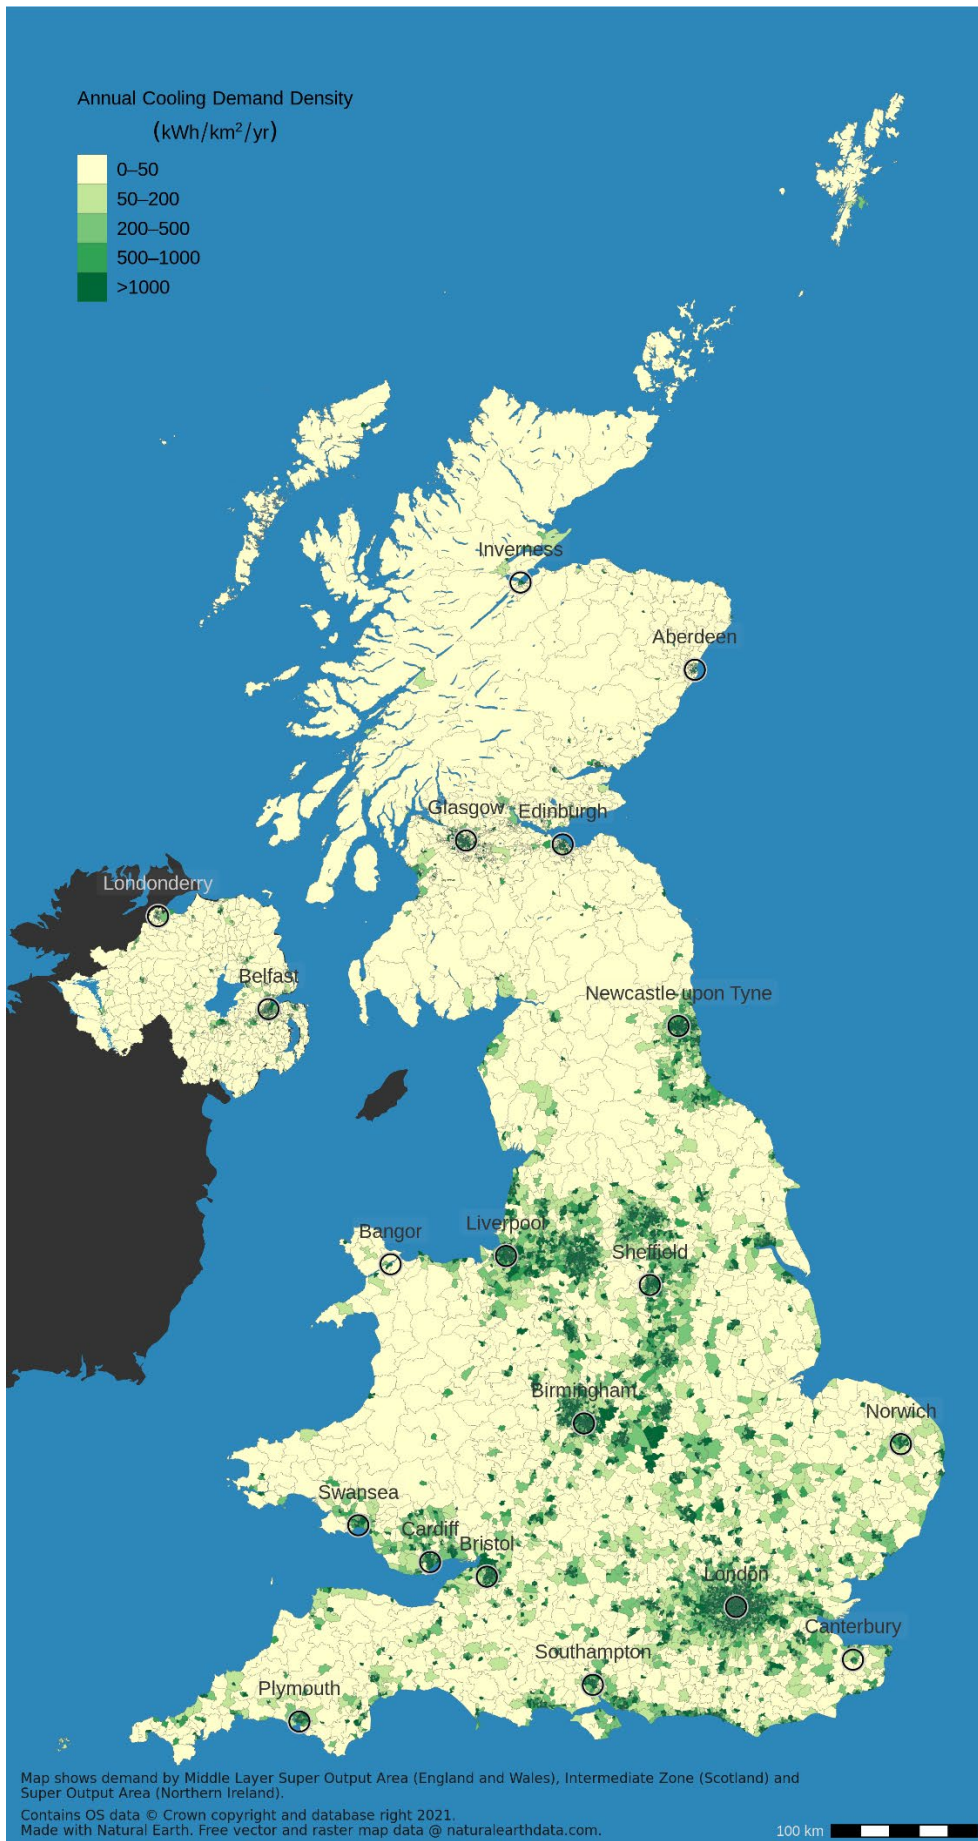 Annual Cooling Demand Density
(kWh/km²/yr)
0–50
50–200
200–500
500–1000
>1000
Inverness
Aberdeen
Glasgow
Edinburgh
Londonderry
Belfast
Newcastle upon Tyne
Bangor
Liverpool
Sheffield
Birmingham
Norwich
Swansea
Cardiff
Bristol
London
Canterbury
Southampton
Plymouth
Map shows demand by Middle Layer Super Output Area (England and Wales), Intermediate Zone (Scotland) and
Super Output Area (Northern Ireland).
Contains OS data © Crown copyright and database right 2021.
Made with Natural Earth. Free vector and raster map data @ naturalearthdata.com.
100 km